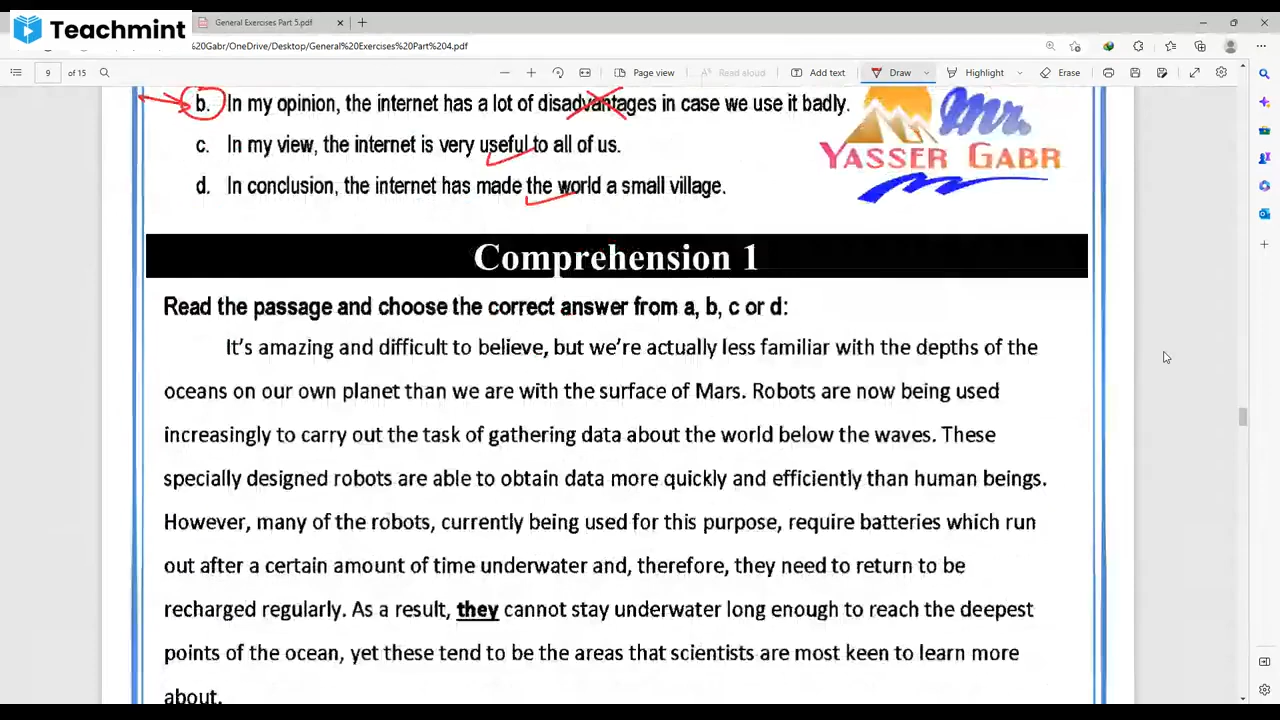 Teachmint
General Exercises Part 5.pdf
%20Gabr/OneDrive/Desktop/General%20Exercises%20Part%204.pdf
9 of 15
Page view
Read aloud
Add text
Draw
Highlight
Erase
b. In my opinion, the internet has a lot of disadvantages in case we use it badly.
c. In my view, the internet is very useful to all of us.
d. In conclusion, the internet has made the world a small village.
Mr.
YASSER GABR
Comprehension 1
Read the passage and choose the correct answer from a, b, c or d:
It's amazing and difficult to believe, but we're actually less familiar with the depths of the
oceans on our own planet than we are with the surface of Mars. Robots are now being used
increasingly to carry out the task of gathering data about the world below the waves. These
specially designed robots are able to obtain data more quickly and efficiently than human beings.
However, many of the robots, currently being used for this purpose, require batteries which run
out after a certain amount of time underwater and, therefore, they need to return to be
recharged regularly. As a result, they cannot stay underwater long enough to reach the deepest
points of the ocean, yet these tend to be the areas that scientists are most keen to learn more
about.